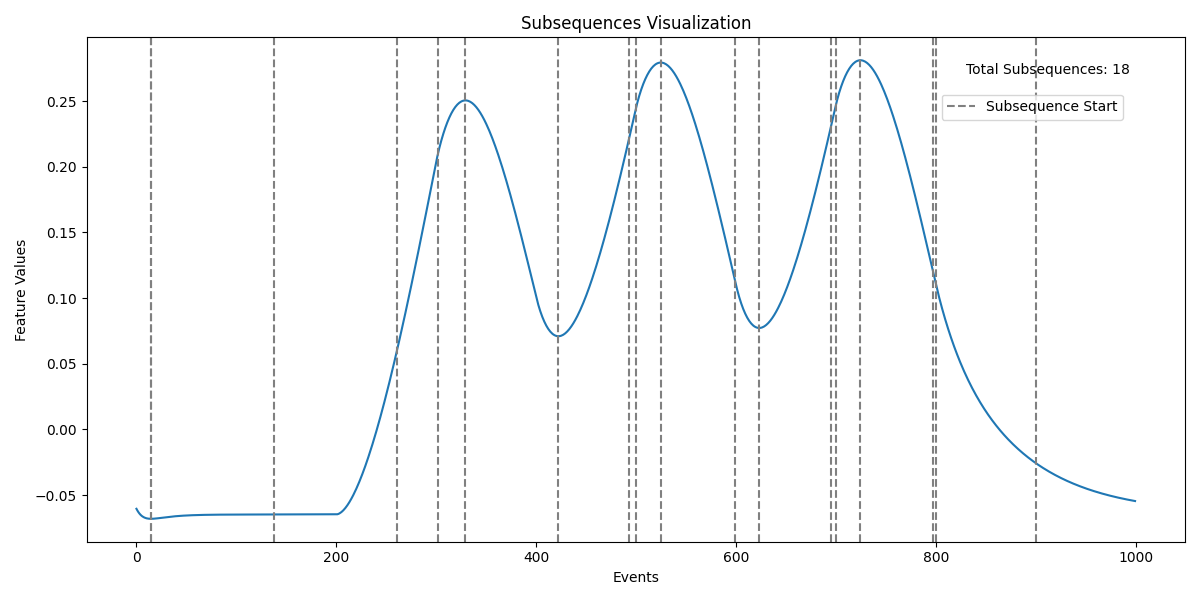 Subsequences Visualization
Total Subsequences: 18
Subsequence Start
Feature Values
0.25
0.20
0.15
0.10
0.05
0.00
−0.05
0 200 400 600 800 1000
Events